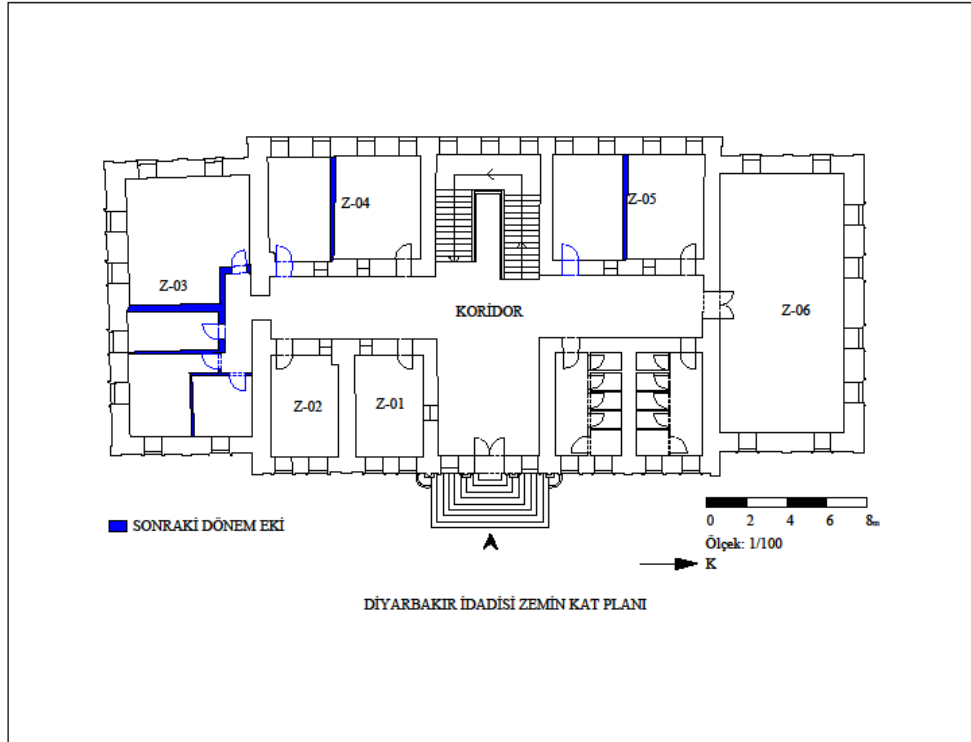 Z-04
Z-05
Z-03
KORİDOR
Z-06
Z-02
Z-01
SONRAKİ DÖNEM EKİ
0 2 4 6 8m
Ölçek: 1/100
K
DİYARBAKIR İDADİSİ ZEMİN KAT PLANI